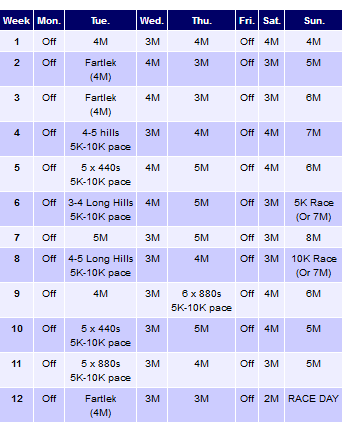 Week Mon. Tue. Wed. Thu. Fri. Sat. Sun.
1 Off 4M 3M 4M Off 4M 4M
2 Off Fartlek 4M 3M Off 3M 5M
(4M)
3 Off Fartlek 4M 3M Off 3M 6M
(4M)
4 Off 4-5 hills 3M 4M Off 4M 7M
5K-10K pace
5 Off 5 x 440s 4M 5M Off 4M 6M
5K-10K pace
6 Off 3-4 Long Hills 4M 5M Off 3M 5K Race
5K-10K pace (Or 7M)
7 Off 5M 3M 5M Off 3M 8M
8 Off 4-5 Long Hills 3M 4M Off 3M 10K Race
5K-10K pace (Or 7M)
9 Off 4M 3M 6 x 880s Off 4M 6M
5K-10K pace
10 Off 5 x 440s 3M 5M Off 4M 5M
5K-10K pace
11 Off 5 x 880s 3M 4M Off 3M 5M
5K-10K pace
12 Off Fartlek 3M 3M Off 2M RACE DAY
(4M)